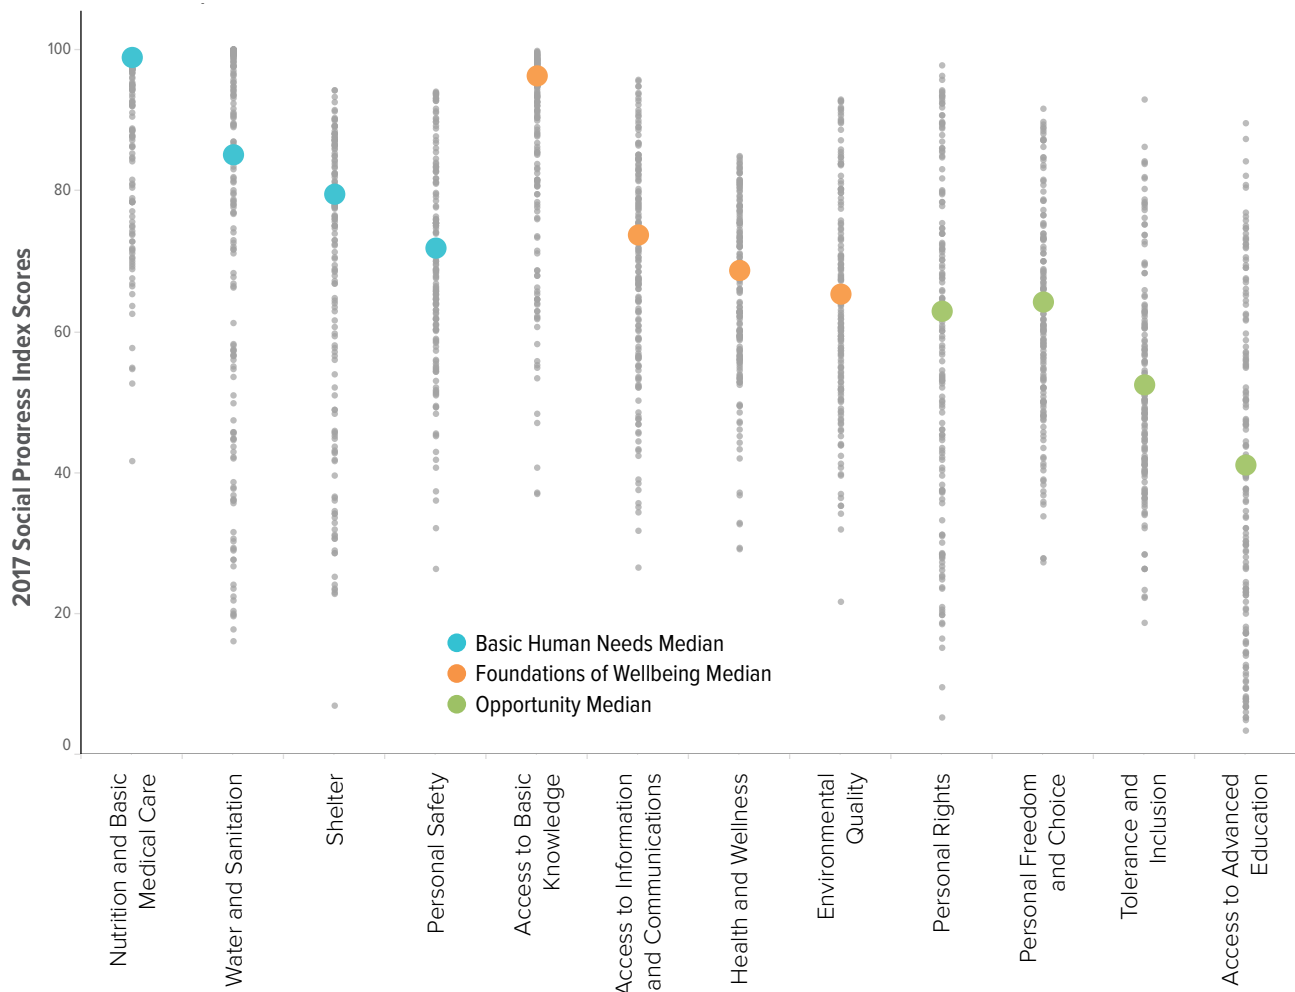 100
80
60
40
20
0
2017 Social Progress Index Scores
Basic Human Needs Median
Foundations of Wellbeing Median
Opportunity Median
Nutrition and Basic
Medical Care
Water and Sanitation
Shelter
Personal Safety
Access to Basic
Knowledge
Access to Information
and Communications
Health and Wellness
Environmental
Quality
Personal Rights
Personal Freedom
and Choice
Tolerance and
Inclusion
Access to Advanced
Education